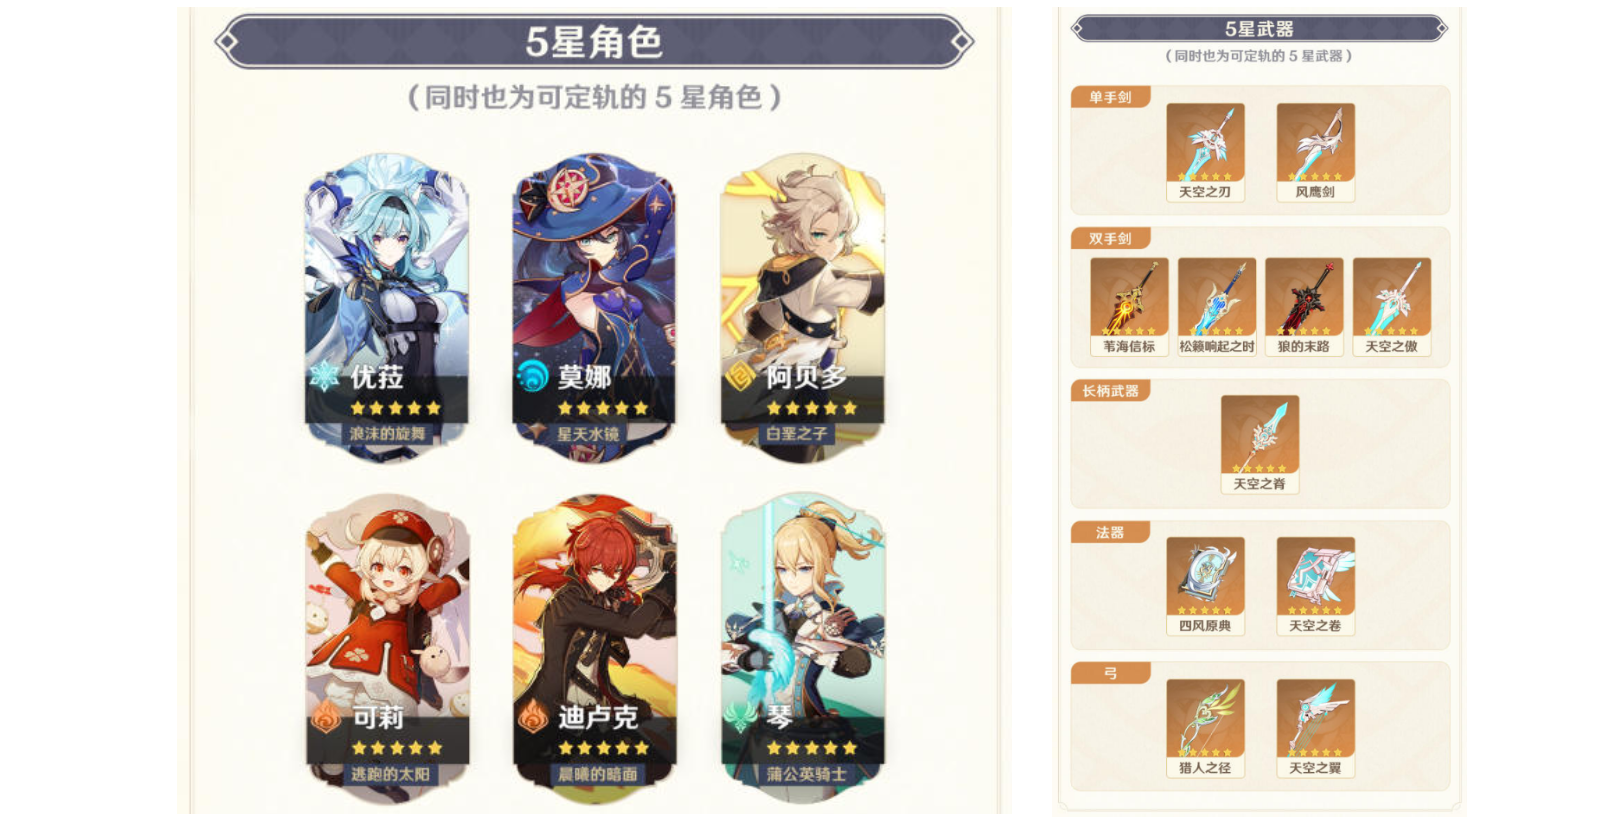 5星角色
（同时也为可定轨的 5 星角色）
优菈
浪沫的旋舞
莫娜
星天水镜
阿贝多
白垩之子
可莉
逃跑的太阳
迪卢克
晨曦的暗面
琴
蒲公英骑士
5星武器
（同时也为可定轨的 5 星武器）
单手剑
天空之刃
风鹰剑
双手剑
苇海信标
松籁响起之时
狼的末路
天空之傲
长柄武器
天空之脊
法器
四风原典
天空之卷
弓
猎人之径
天空之翼